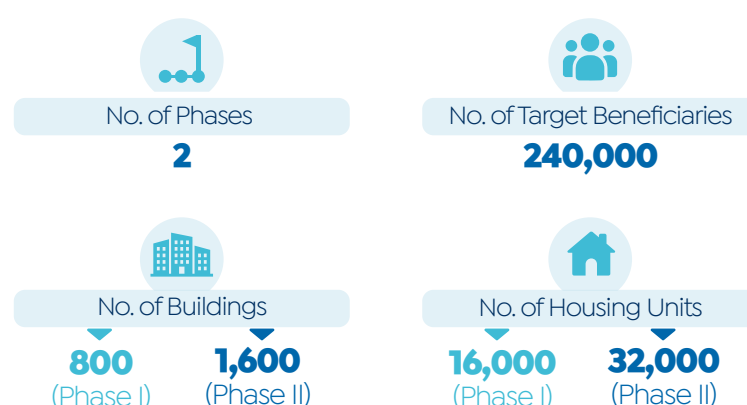 No. of Phases
2
No. of Target Beneficiaries
240,000
No. of Buildings
800
(Phase I)
1,600
(Phase II)
No. of Housing Units
16,000
(Phase I)
32,000
(Phase II)